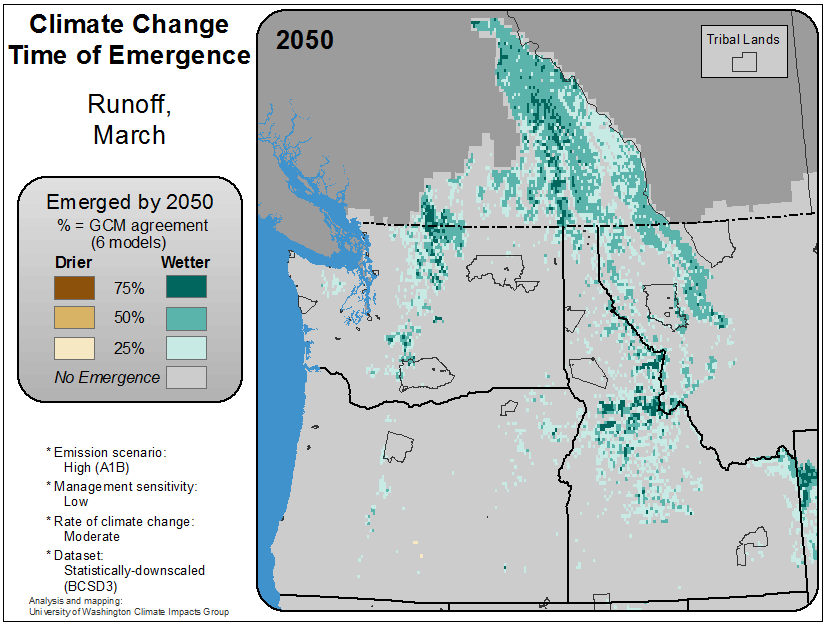 Climate Change
Time of Emergence
Runoff,
March
Emerged by 2050
% = GCM agreement
(6 models)
Drier Wetter
75%
50%
25%
No Emergence
* Emission scenario:
High (A1B)
* Management sensitivity:
Low
* Rate of climate change:
Moderate
* Dataset:
Statistically-downscaled
(BCSD3)
Analysis and mapping:
University of Washington Climate Impacts Group
2050
Tribal Lands